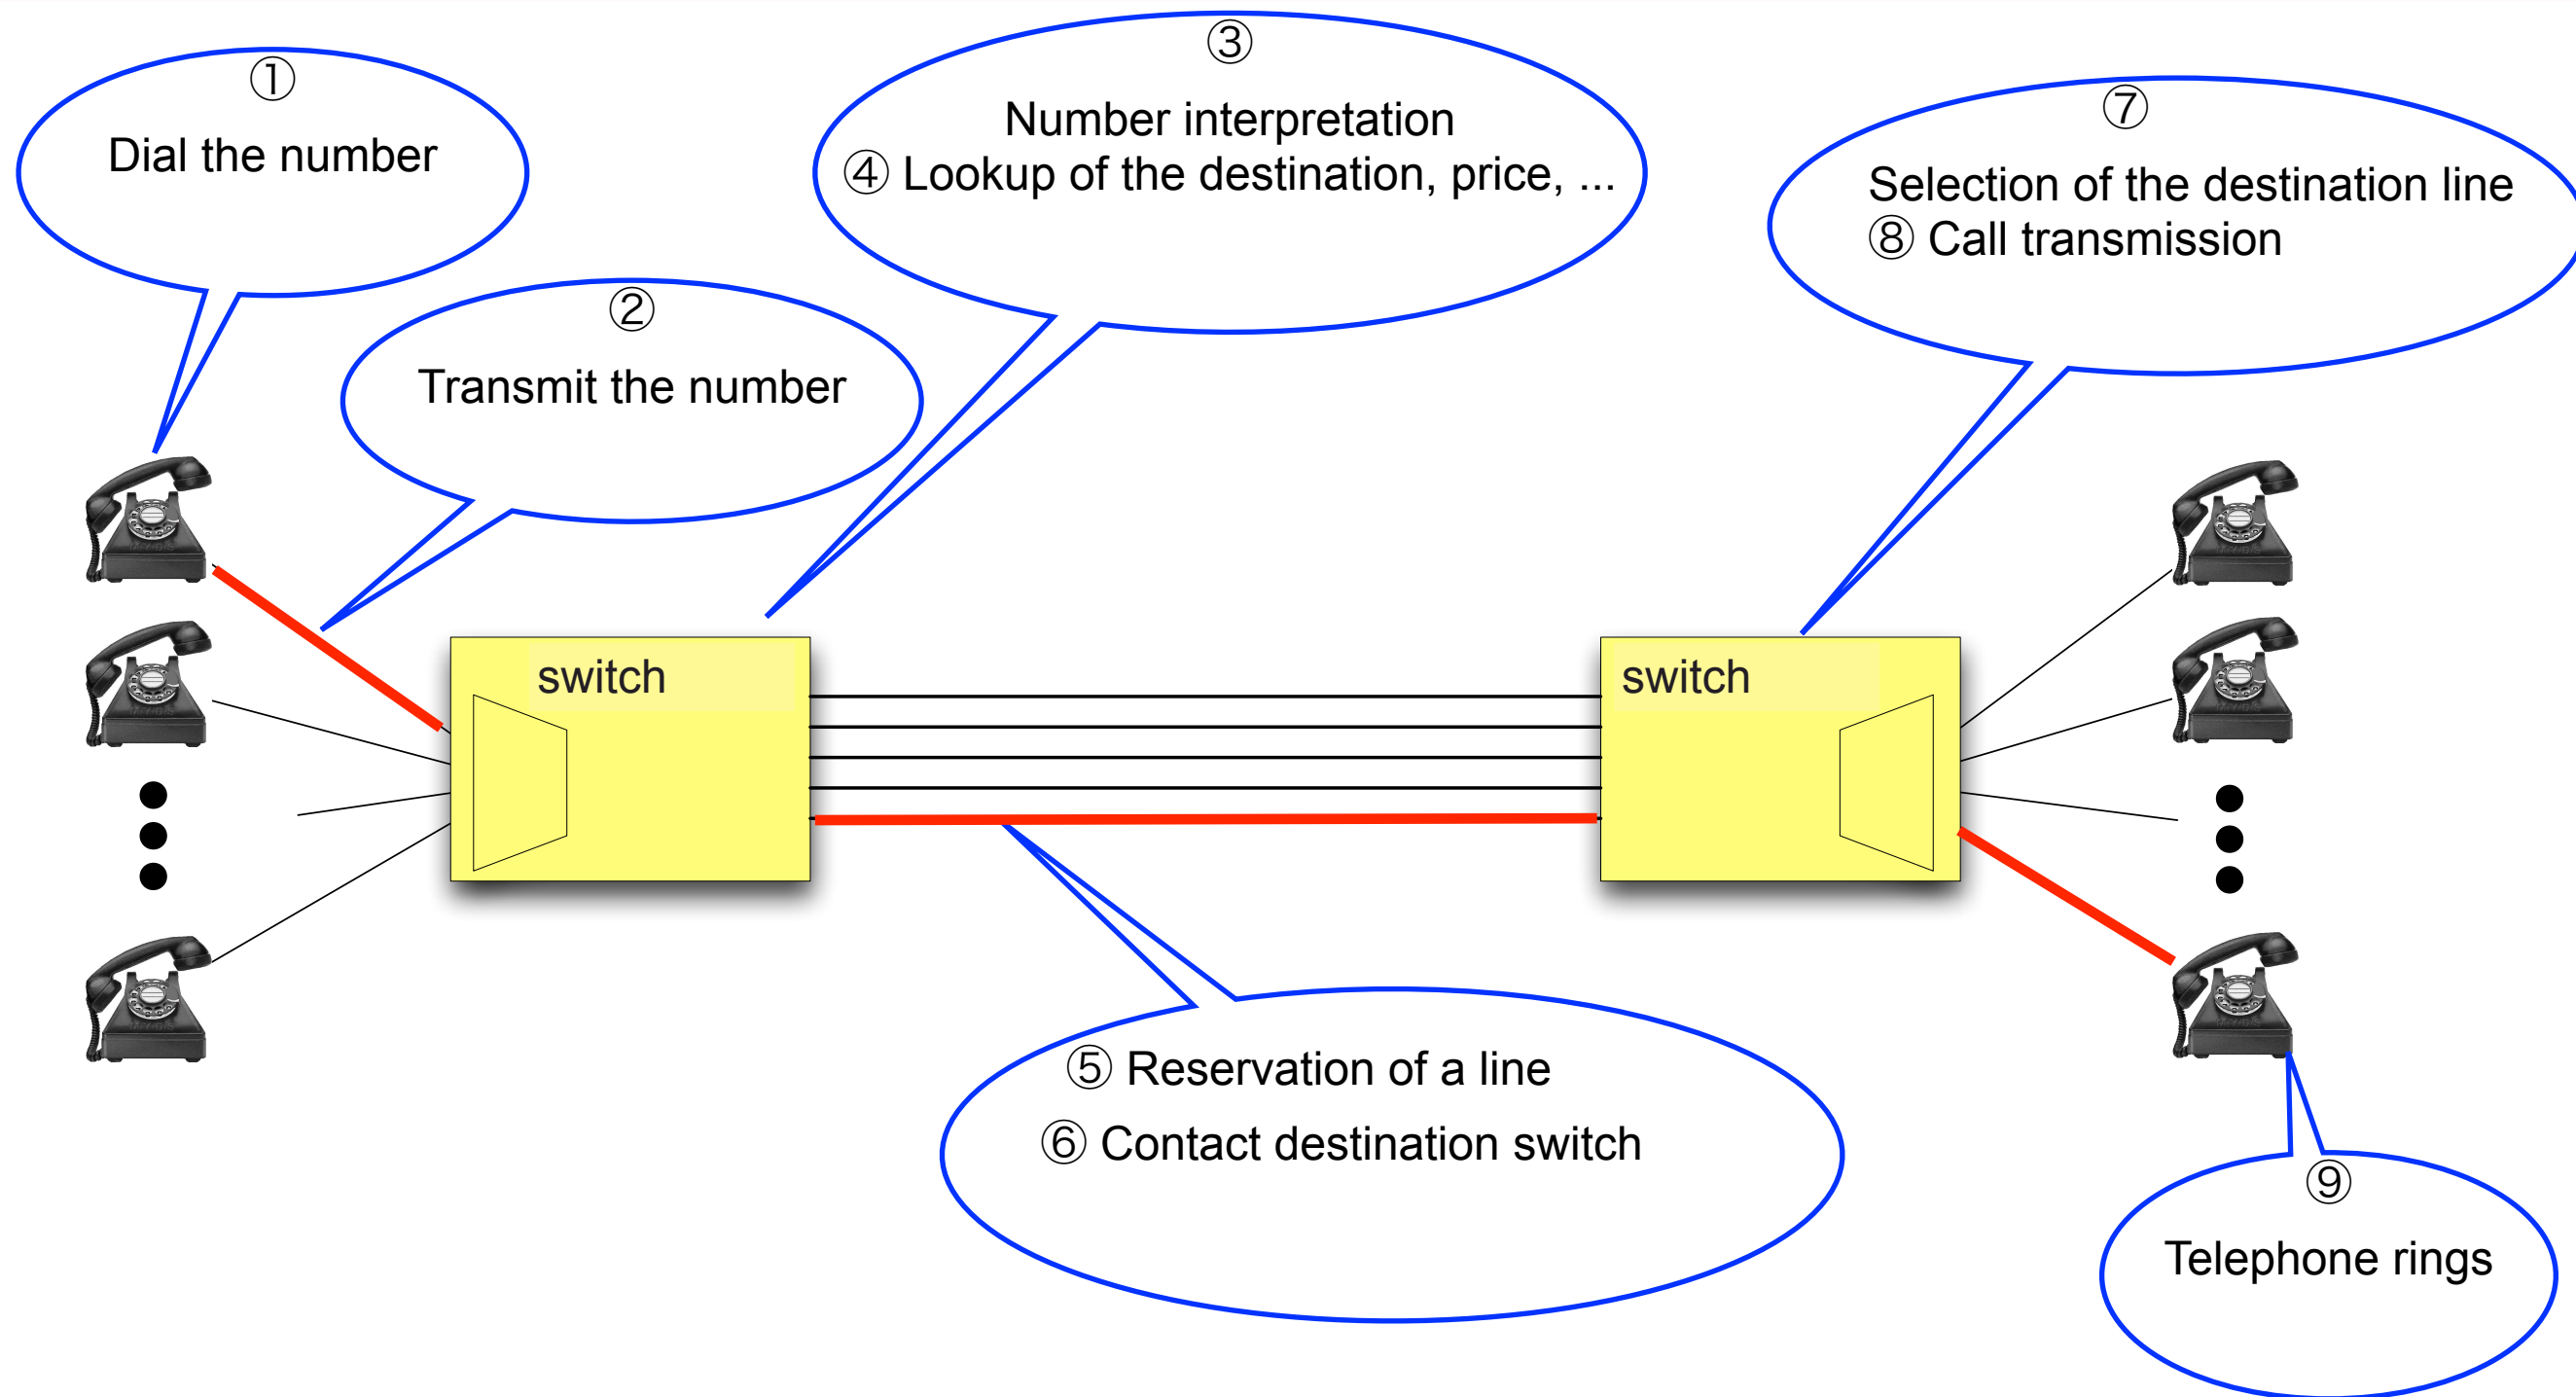 ①
Dial the number
②
Transmit the number
③
Number interpretation
④ Lookup of the destination, price, ...
⑦
Selection of the destination line
⑧ Call transmission
switch
switch
⑤ Reservation of a line
⑥ Contact destination switch
⑨
Telephone rings